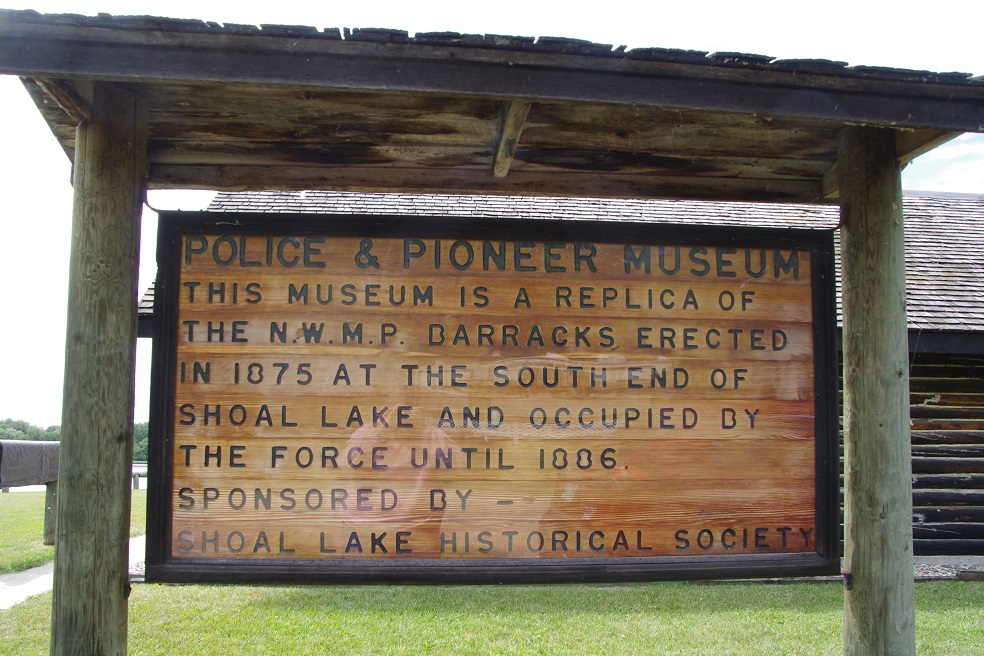 POLICE & PIONEER MUSEUM
THIS MUSEUM IS A REPLICA OF
THE N.W.M.P. BARRACKS ERECTED
IN 1875 AT THE SOUTH END OF
SHOAL LAKE AND OCCUPIED BY
THE FORCE UNTIL 1886.
SPONSORED BY –
SHOAL LAKE HISTORICAL SOCIETY